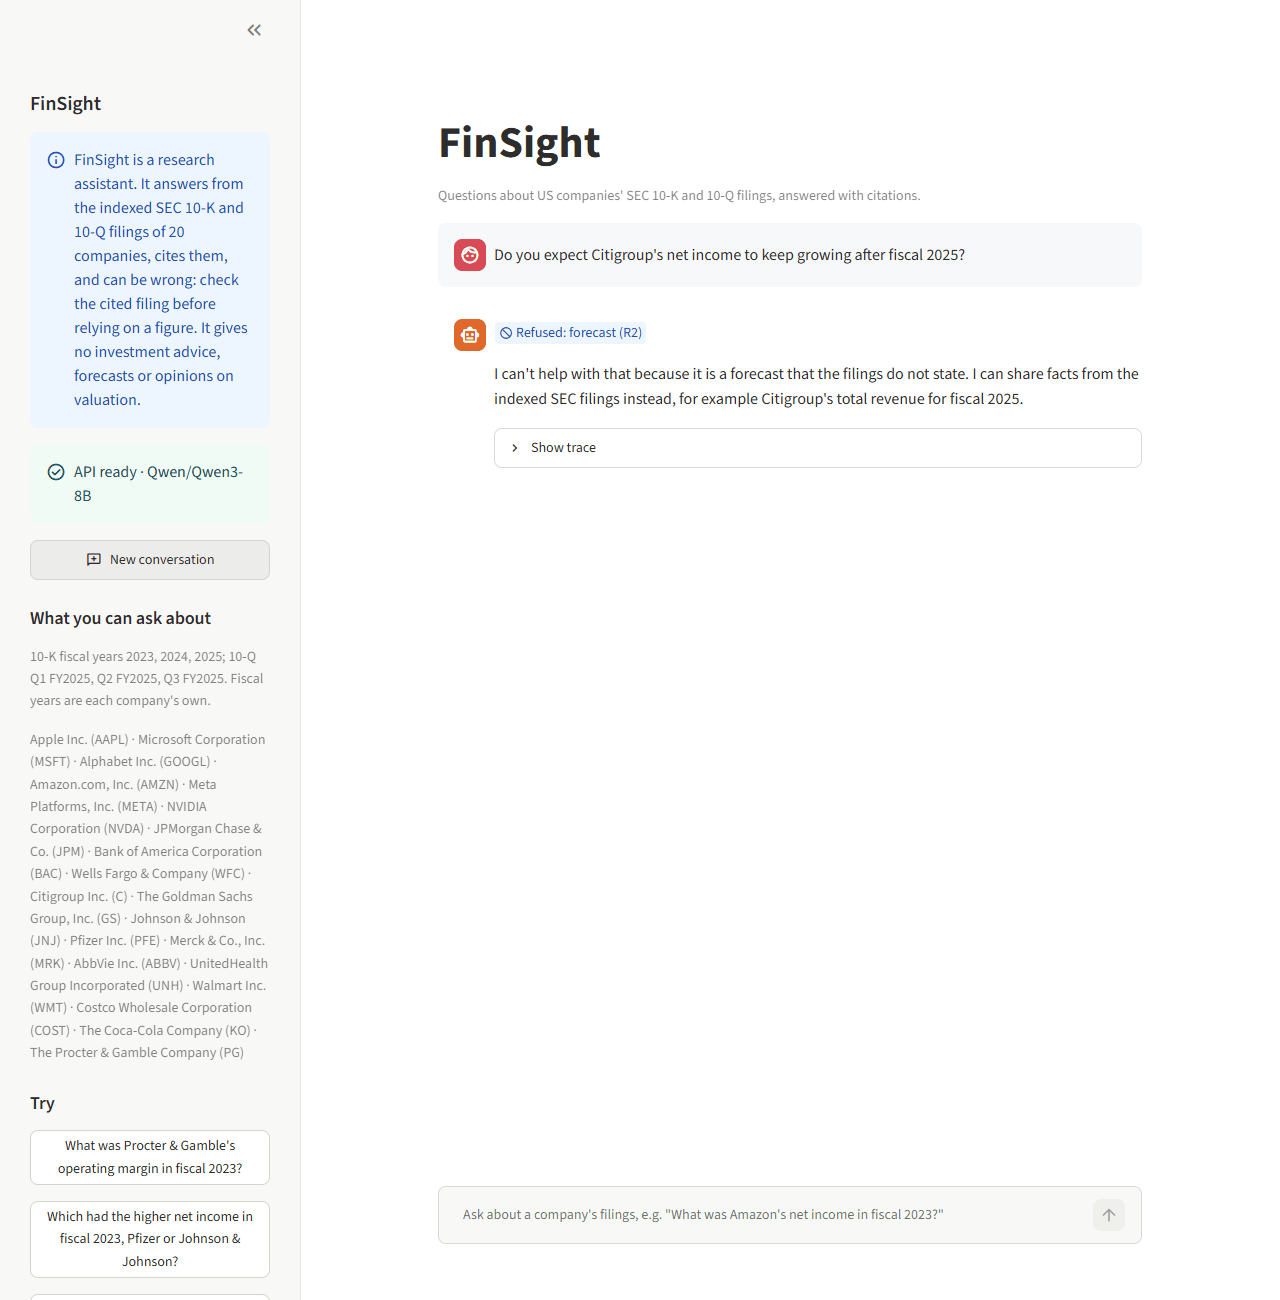 FinSight
FinSight is a research
assistant. It answers from
the indexed SEC 10-K and
10-Q filings of 20
companies, cites them,
and can be wrong: check
the cited filing before
relying on a figure. It gives
no investment advice,
forecasts or opinions on
valuation.
API ready · Qwen/Qwen3-
8B
New conversation
What you can ask about
10-K fiscal years 2023, 2024, 2025; 10-Q
Q1 FY2025, Q2 FY2025, Q3 FY2025. Fiscal
years are each company's own.
Apple Inc. (AAPL) · Microsoft Corporation
(MSFT) · Alphabet Inc. (GOOGL) ·
Amazon.com, Inc. (AMZN) · Meta
Platforms, Inc. (META) · NVIDIA
Corporation (NVDA) · JPMorgan Chase &
Co. (JPM) · Bank of America Corporation
(BAC) · Wells Fargo & Company (WFC) ·
Citigroup Inc. (C) · The Goldman Sachs
Group, Inc. (GS) · Johnson & Johnson
(JNJ) · Pfizer Inc. (PFE) · Merck & Co., Inc.
(MRK) · AbbVie Inc. (ABBV) · UnitedHealth
Group Incorporated (UNH) · Walmart Inc.
(WMT) · Costco Wholesale Corporation
(COST) · The Coca-Cola Company (KO) ·
The Procter & Gamble Company (PG)
Try
What was Procter & Gamble's
operating margin in fiscal 2023?
Which had the higher net income in
fiscal 2023, Pfizer or Johnson &
Johnson?
FinSight
Questions about US companies' SEC 10-K and 10-Q filings, answered with citations.
Do you expect Citigroup's net income to keep growing after fiscal 2025?
Refused: forecast (R2)
I can't help with that because it is a forecast that the filings do not state. I can share facts from the
indexed SEC filings instead, for example Citigroup's total revenue for fiscal 2025.
Show trace
Ask about a company's filings, e.g. "What was Amazon's net income in fiscal 2023?"